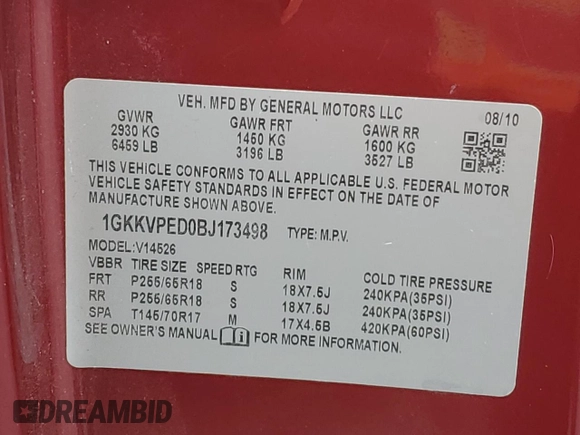 VEH. MFD BY GENERAL MOTORS LLC 08/10
GVWR GAWR FRT GAWR RR
2930 KG 1450 KG 1600 KG
6459 LB 3196 LB 3527 LB
THIS VEHICLE CONFORMS TO ALL APPLICABLE U.S. FEDERAL MOTOR
VEHICLE SAFETY STANDARDS IN EFFECT ON THE DATE OF
MANUFACTURE SHOWN ABOVE.
1GKKVPED0BJ173498 TYPE: M.P.V.
MODEL: V14526
VBBR TIRE SIZE SPEED RTG RIM COLD TIRE PRESSURE
FRT P255/65R18 S 18X7.5J 240KPA(35PSI)
RR P255/65R18 S 18X7.5J 240KPA(35PSI)
SPA T145/70R17 M 17X4.5B 420KPA(60PSI)
SEE OWNER'S MANUAL FOR MORE INFORMATION.
DREAMBID